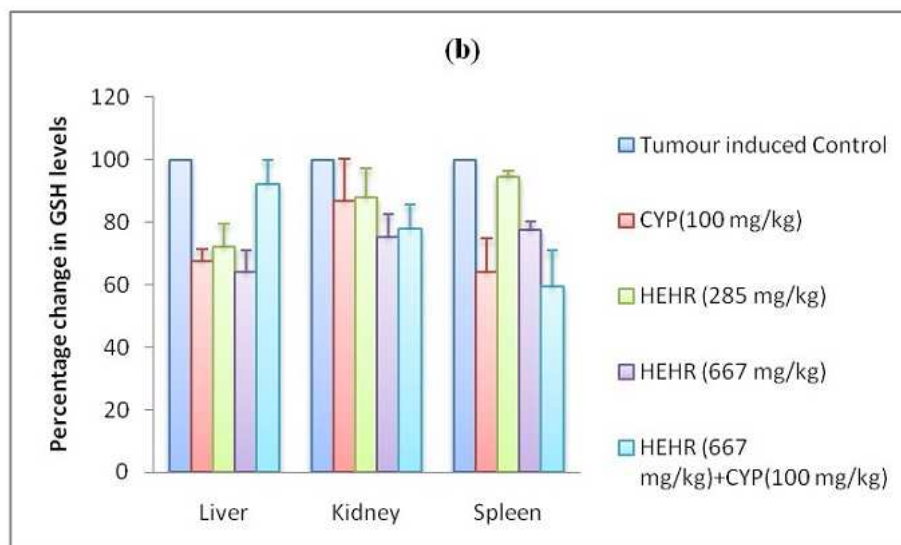 (b)
Percentage change in GSH levels
120
100
80
60
40
20
0
Liver Kidney Spleen
Tumour induced Control
CYP(100 mg/kg)
HEHR (285 mg/kg)
HEHR (667 mg/kg)
HEHR (667
mg/kg)+CYP(100 mg/kg)